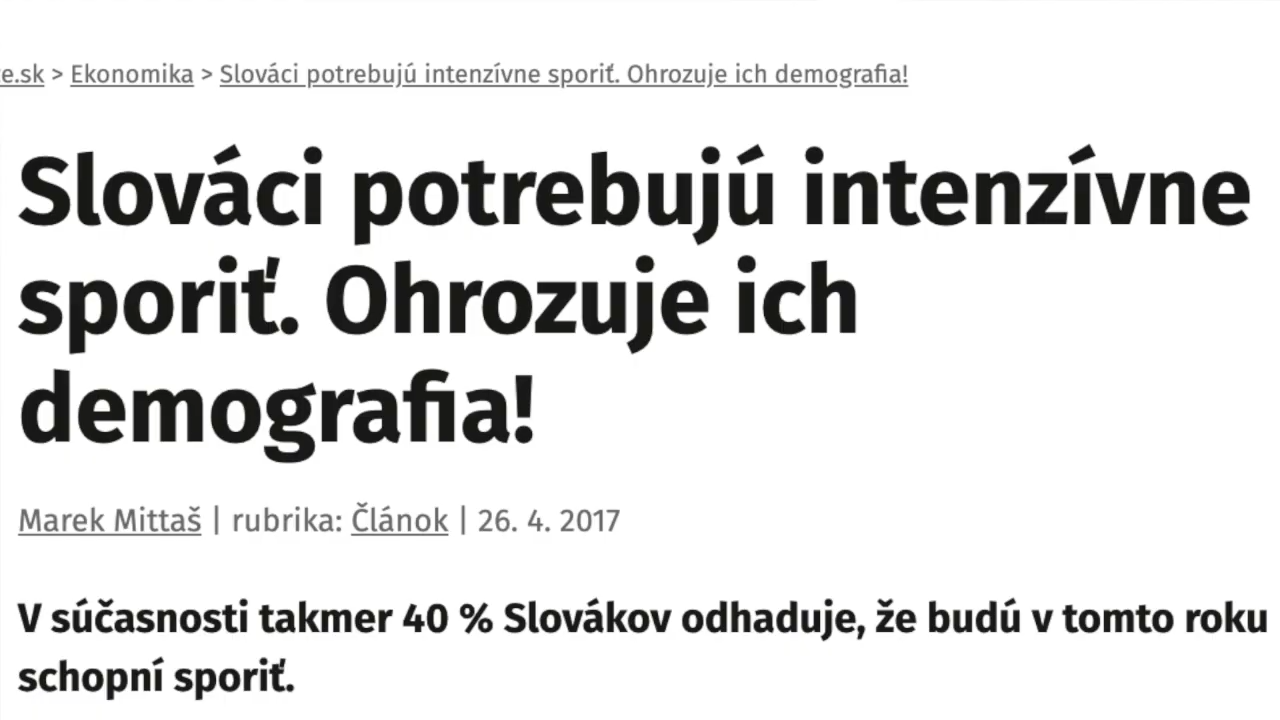 e.sk > Ekonomika > Slováci potrebujú intenzívne sporiť. Ohrozuje ich demografia!
Slováci potrebujú intenzívne
sporiť. Ohrozuje ich
demografia!
Marek Mittaš | rubrika: Článok | 26. 4. 2017
V súčasnosti takmer 40 % Slovákov odhaduje, že budú v tomto roku
schopní sporiť.